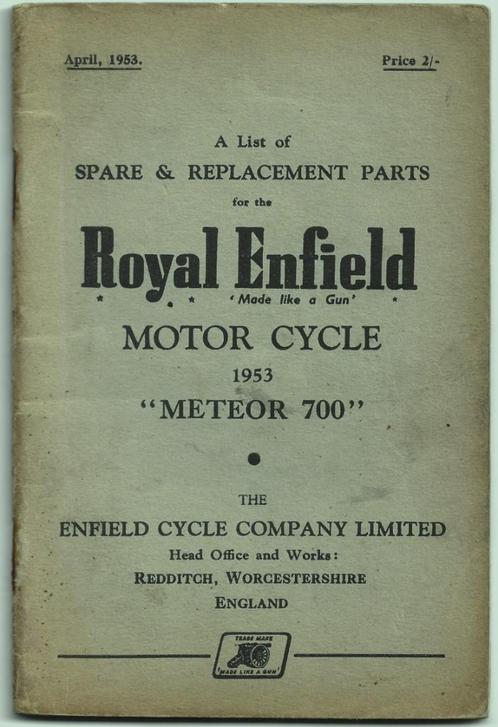 April, 1953. Price 2/-
A List of
SPARE & REPLACEMENT PARTS
for the
Royal Enfield
'Made like a Gun'
MOTOR CYCLE
1953
“METEOR 700”
THE
ENFIELD CYCLE COMPANY LIMITED
Head Office and Works:
REDDITCH, WORCESTERSHIRE
ENGLAND
TRADE MARK
'MADE LIKE A GUN'